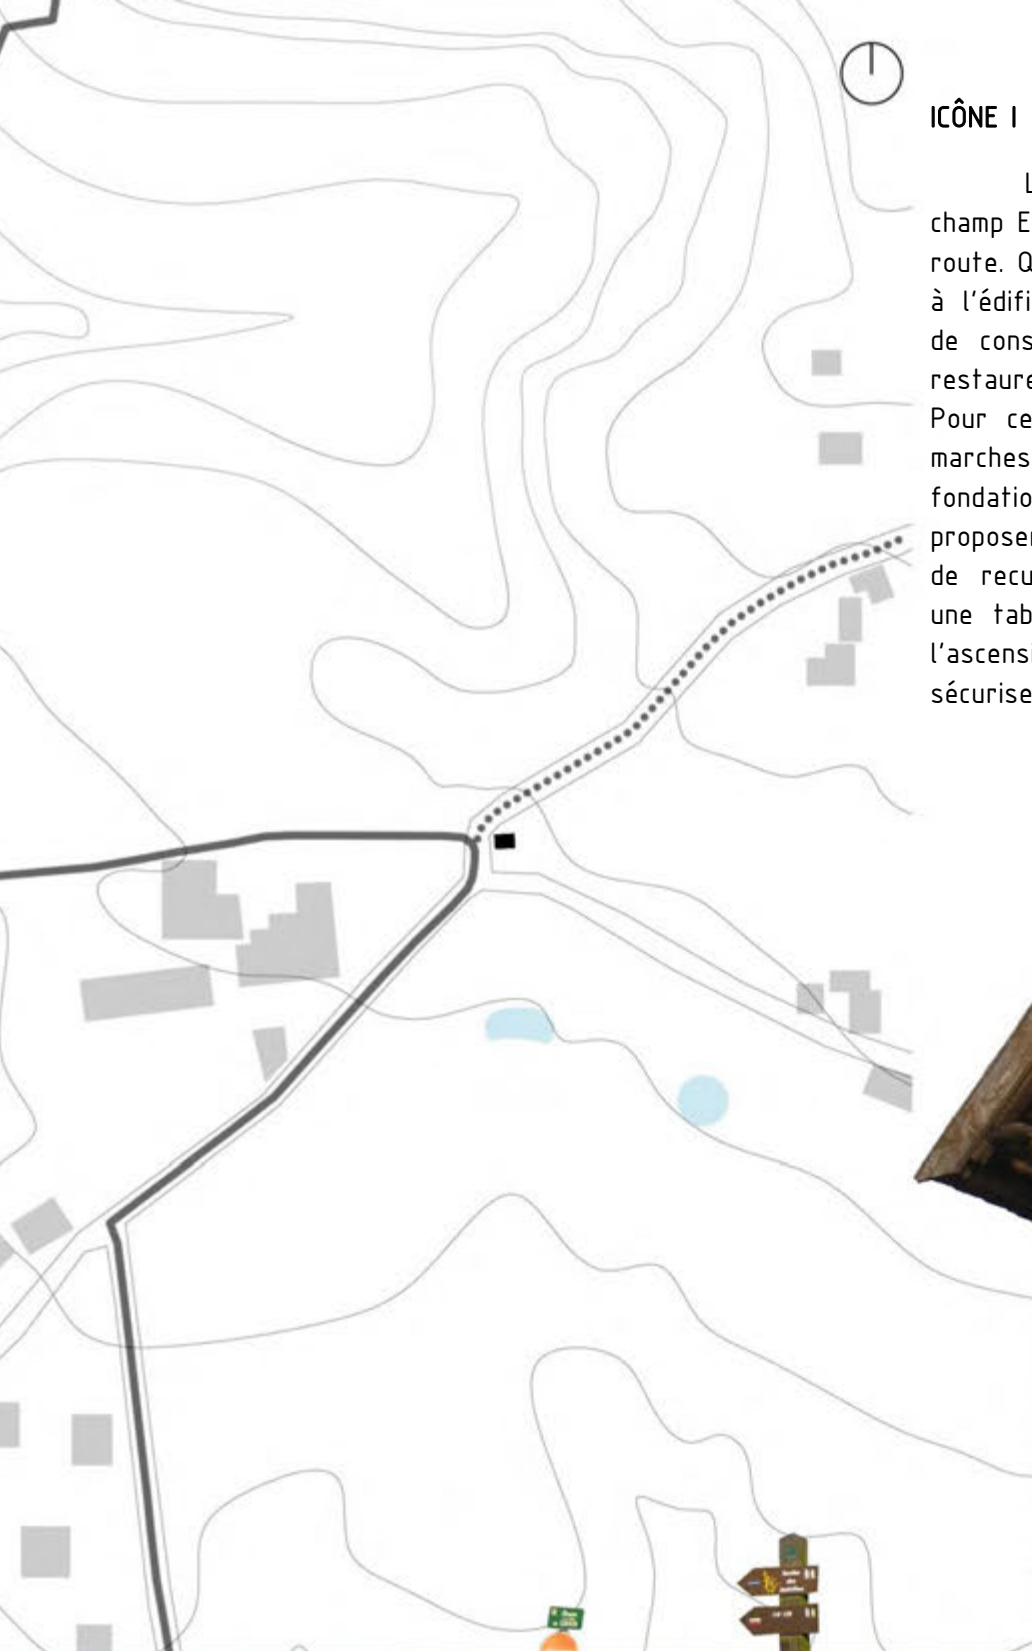 ICÔNE I
L
champ E
route. Q
à l'édifi
de cons
restaure
Pour ce
marches
fondatio
proposer
de recu
une tab
l'ascensi
sécurise